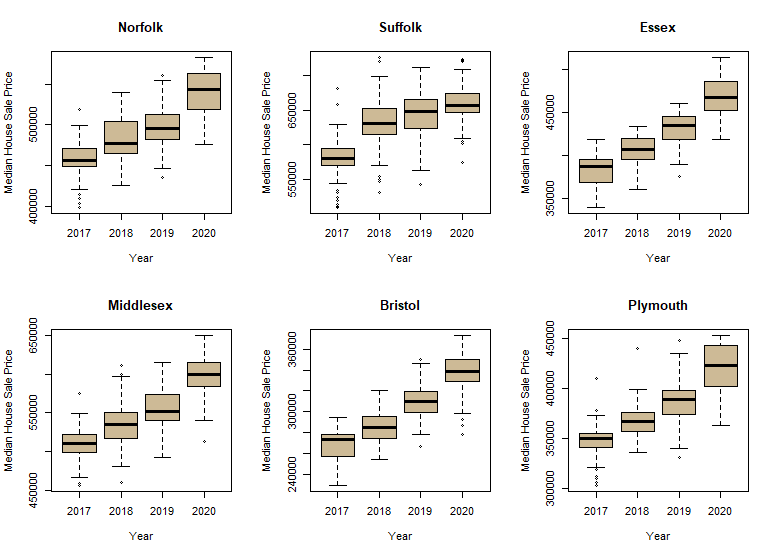 Norfolk
Median House Sale Price
400000
500000
2017 2018 2019 2020
Year
Suffolk
Median House Sale Price
550000
650000
2017 2018 2019 2020
Year
Essex
Median House Sale Price
350000
450000
2017 2018 2019 2020
Year
Middlesex
Median House Sale Price
450000
550000
650000
2017 2018 2019 2020
Year
Bristol
Median House Sale Price
240000
300000
360000
2017 2018 2019 2020
Year
Plymouth
Median House Sale Price
300000
350000
400000
450000
2017 2018 2019 2020
Year